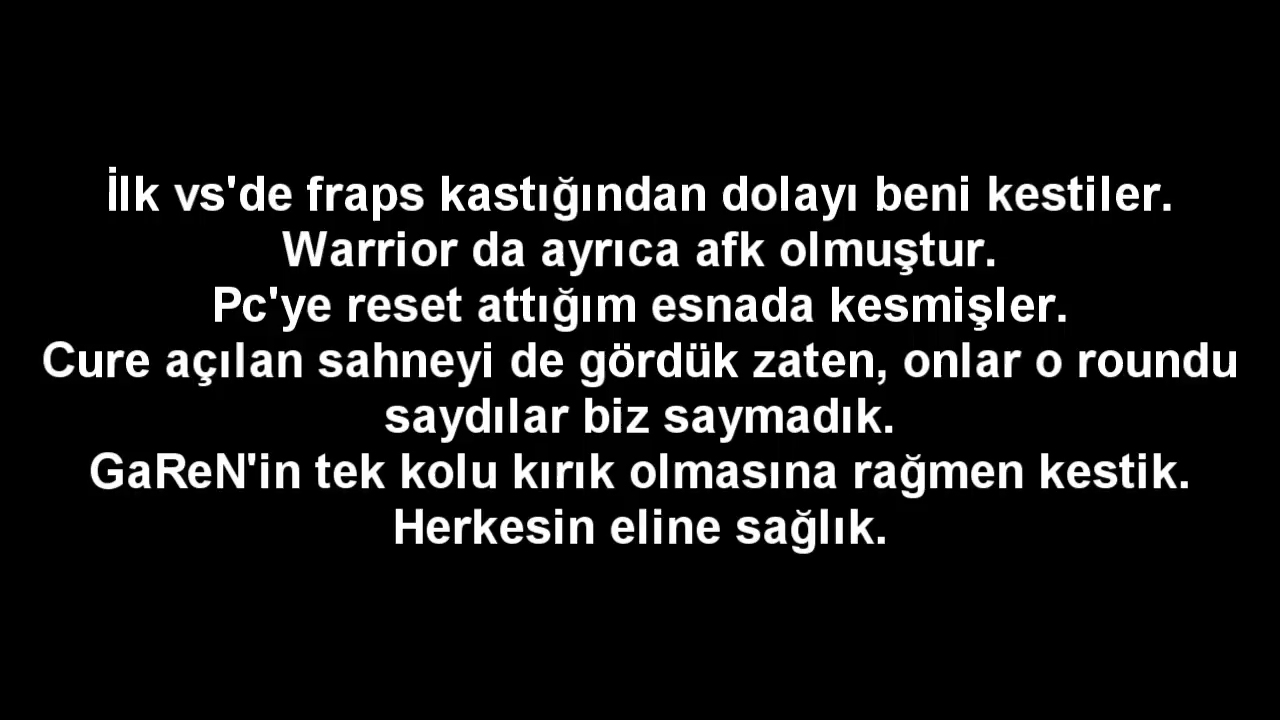 İlk vs'de fraps kastığından dolayı beni kestiler.
Warrior da ayrıca afk olmuştur.
Pc'ye reset attığım esnada kesmişler.
Cure açılan sahneyi de gördük zaten, onlar o roundu
saydılar biz saymadık.
GaReN'in tek kolu kırık olmasına rağmen kestik.
Herkesin eline sağlık.